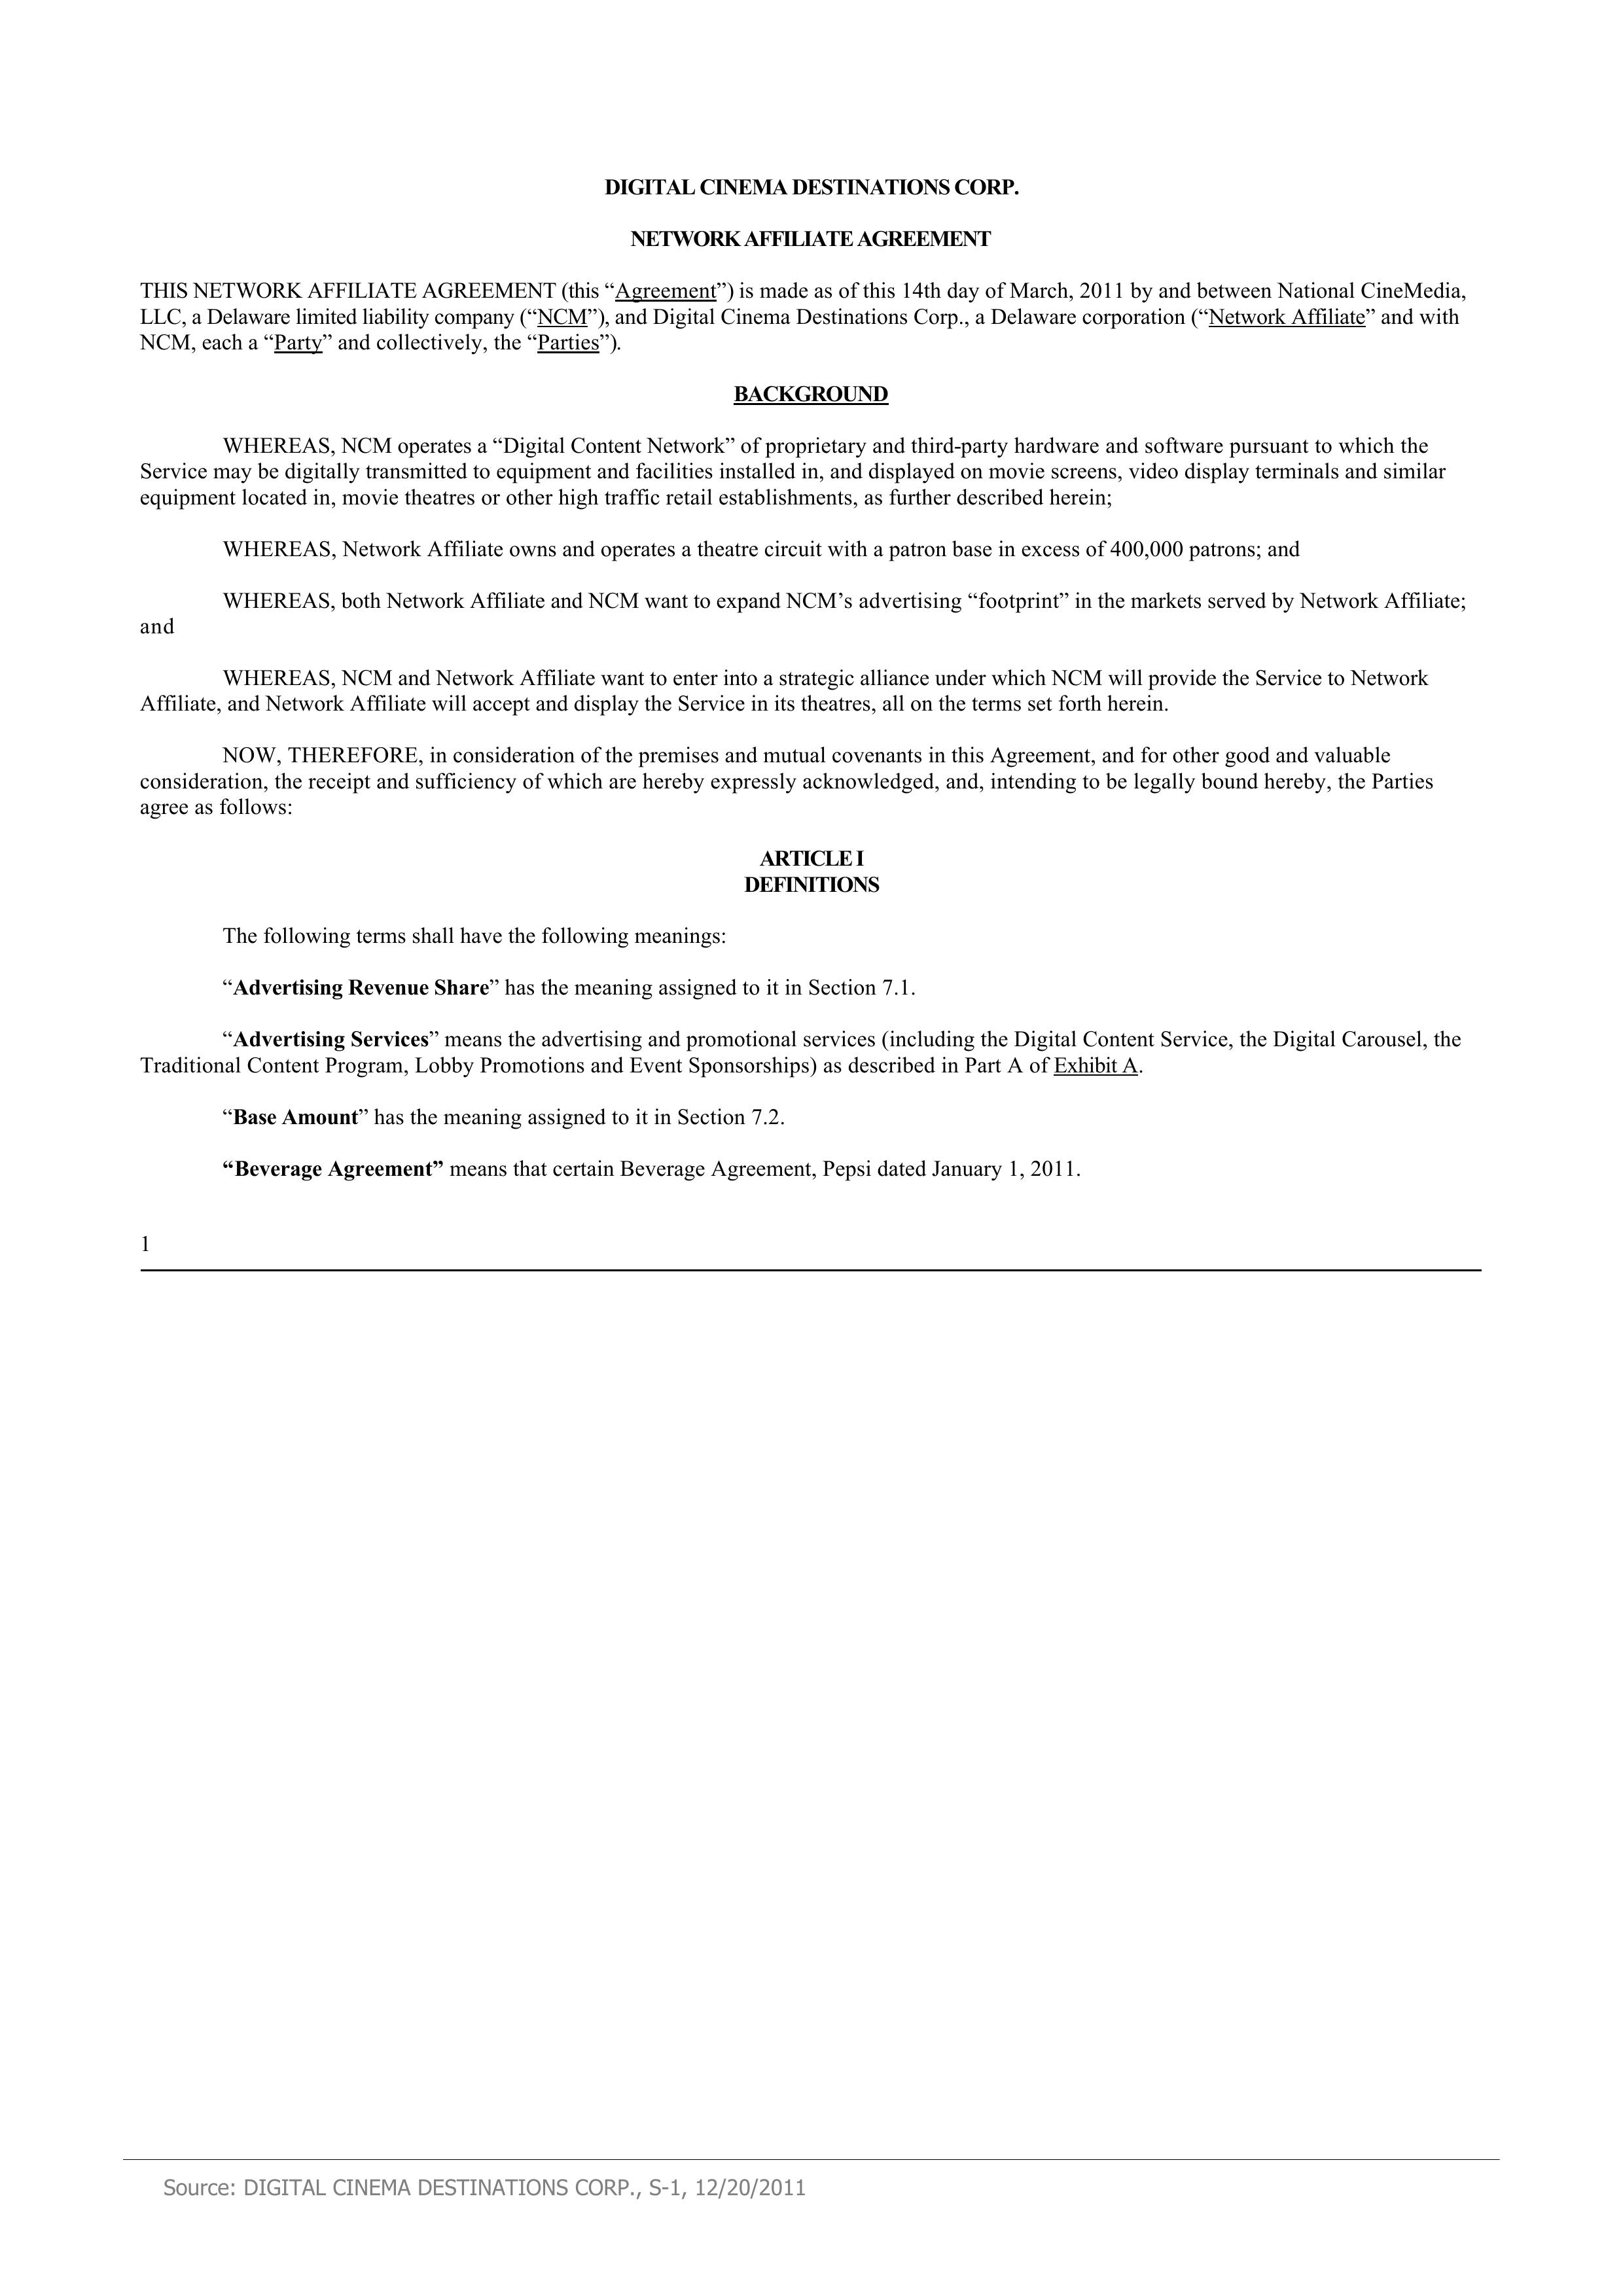 DIGITAL CINEMA DESTINATIONS CORP.
NETWORK AFFILIATE AGREEMENT
THIS NETWORK AFFILIATE AGREEMENT (this “Agreement”) is made as of this 14th day of March, 2011 by and between National CineMedia,
LLC, a Delaware limited liability company (“NCM”), and Digital Cinema Destinations Corp., a Delaware corporation (“Network Affiliate” and with
NCM, each a “Party” and collectively, the “Parties”).
BACKGROUND
WHEREAS, NCM operates a “Digital Content Network” of proprietary and third-party hardware and software pursuant to which the
Service may be digitally transmitted to equipment and facilities installed in, and displayed on movie screens, video display terminals and similar
equipment located in, movie theatres or other high traffic retail establishments, as further described herein;
WHEREAS, Network Affiliate owns and operates a theatre circuit with a patron base in excess of 400,000 patrons; and
WHEREAS, both Network Affiliate and NCM want to expand NCM’s advertising “footprint” in the markets served by Network Affiliate;
and
WHEREAS, NCM and Network Affiliate want to enter into a strategic alliance under which NCM will provide the Service to Network
Affiliate, and Network Affiliate will accept and display the Service in its theatres, all on the terms set forth herein.
NOW, THEREFORE, in consideration of the premises and mutual covenants in this Agreement, and for other good and valuable
consideration, the receipt and sufficiency of which are hereby expressly acknowledged, and, intending to be legally bound hereby, the Parties
agree as follows:
ARTICLE I
DEFINITIONS
The following terms shall have the following meanings:
“Advertising Revenue Share” has the meaning assigned to it in Section 7.1.
“Advertising Services” means the advertising and promotional services (including the Digital Content Service, the Digital Carousel, the
Traditional Content Program, Lobby Promotions and Event Sponsorships) as described in Part A of Exhibit A.
“Base Amount” has the meaning assigned to it in Section 7.2.
“Beverage Agreement” means that certain Beverage Agreement, Pepsi dated January 1, 2011.
1
Source: DIGITAL CINEMA DESTINATIONS CORP., S-1, 12/20/2011